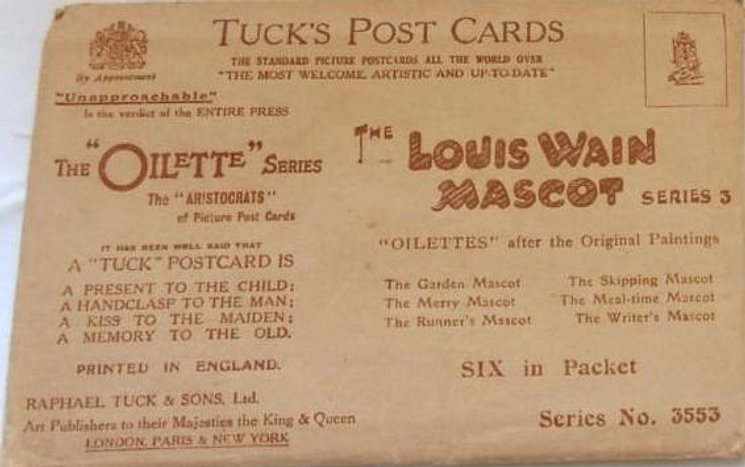 TUCK'S POST CARDS
THE STANDARD PICTURE POSTCARDS ALL THE WORLD OVER
"THE MOST WELCOME, ARTISTIC AND UP-TO-DATE"
By Appointment
"Unapproachable"
Is the verdict of the ENTIRE PRESS
THE "OILETTE" SERIES
The "ARISTOCRATS"
of Picture Post Cards
IT HAS BEEN WELL SAID THAT
A "TUCK" POSTCARD IS
A PRESENT TO THE CHILD;
A HANDCLASP TO THE MAN;
A KISS TO THE MAIDEN;
A MEMORY TO THE OLD.
PRINTED IN ENGLAND.
RAPHAEL TUCK & SONS, Ltd.
Art Publishers to their Majesties the King & Queen
LONDON, PARIS & NEW YORK
THE LOUIS WAIN
MASCOT SERIES 3
"OILETTES" after the Original Paintings
The Garden Mascot The Skipping Mascot
The Merry Mascot The Meal-time Mascot
The Runner's Mascot The Writer's Mascot
SIX in Packet
Series No. 3553